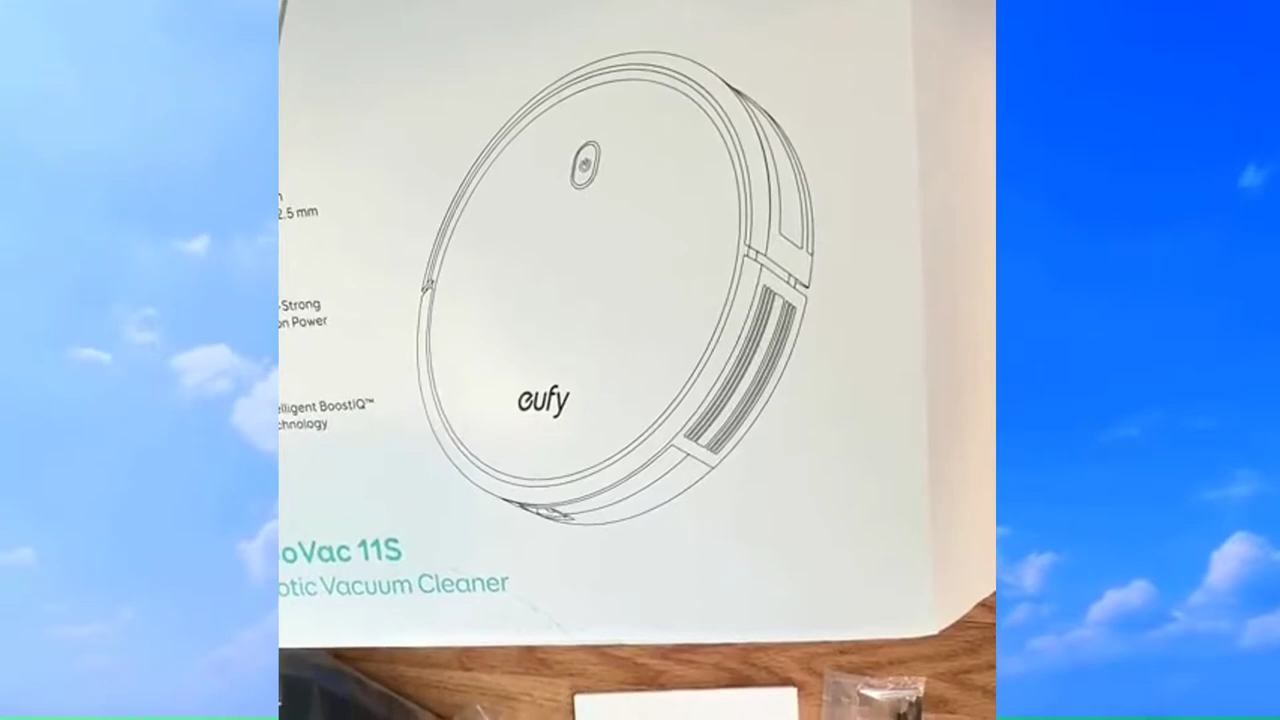 2.5 mm
-Strong
on Power
elligent BoostIQ™
chnology
eufy
oVac 11S
otic Vacuum Cleaner